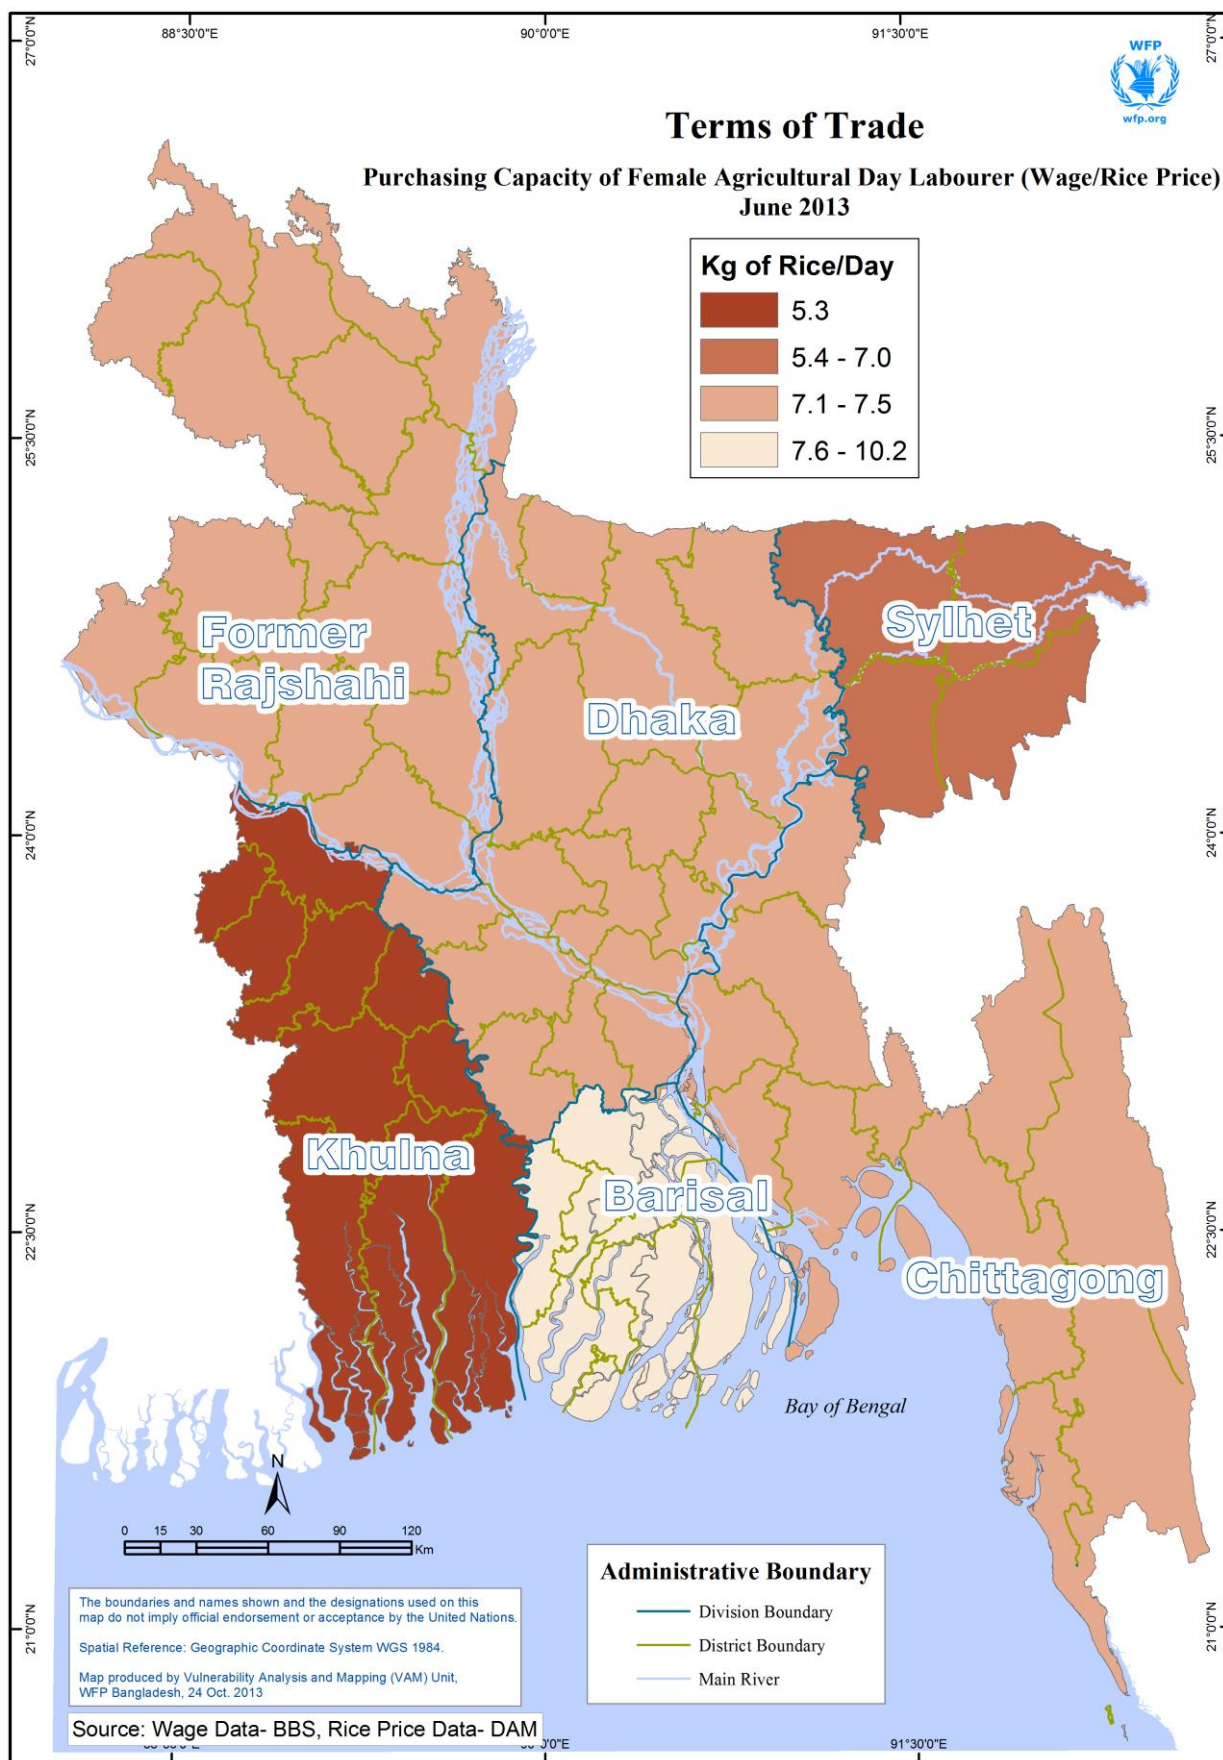 88°30'0"E
90°0'0"E
91°30'0"E
27°0'0"N
27°0'0"N
WFP
wfp.org
Terms of Trade
Purchasing Capacity of Female Agricultural Day Labourer (Wage/Rice Price)
June 2013
Kg of Rice/Day
5.3
5.4 - 7.0
7.1 - 7.5
7.6 - 10.2
25°30'0"N
25°30'0"N
Former
Rajshahi
Sylhet
Dhaka
24°0'0"N
24°0'0"N
Khulna
Barisal
22°30'0"N
22°30'0"N
Chittagong
Bay of Bengal
N
0 15 30 60 90 120
Km
Administrative Boundary
Division Boundary
District Boundary
Main River
The boundaries and names shown and the designations used on this
map do not imply official endorsement or acceptance by the United Nations.
Spatial Reference: Geographic Coordinate System WGS 1984.
Map produced by Vulnerability Analysis and Mapping (VAM) Unit,
WFP Bangladesh, 24 Oct. 2013
21°0'0"N
21°0'0"N
Source: Wage Data- BBS, Rice Price Data- DAM
91°30'0"E